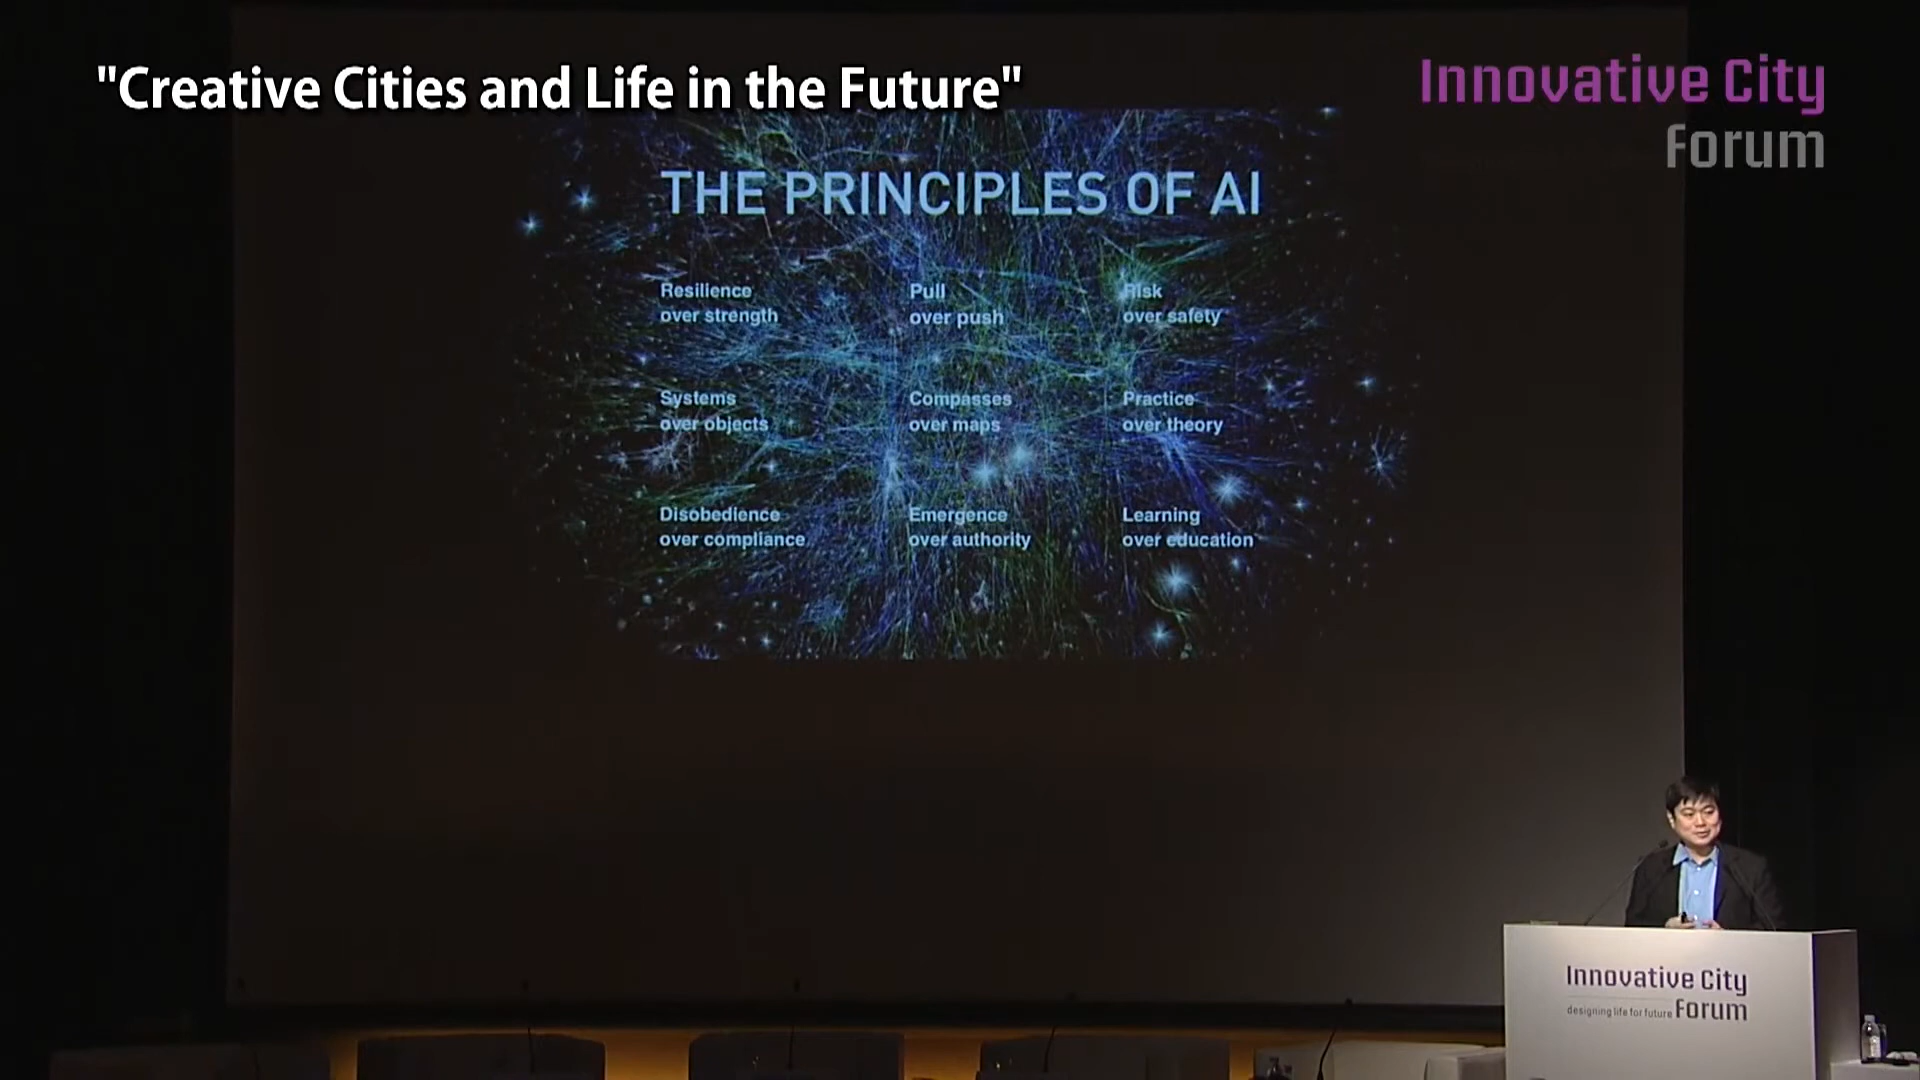 "Creative Cities and Life in the Future"
Innovative City
Forum
THE PRINCIPLES OF AI
Resilience
over strength
Pull
over push
Risk
over safety
Systems
over objects
Compasses
over maps
Practice
over theory
Disobedience
over compliance
Emergence
over authority
Learning
over education
Innovative City
designing life for future Forum